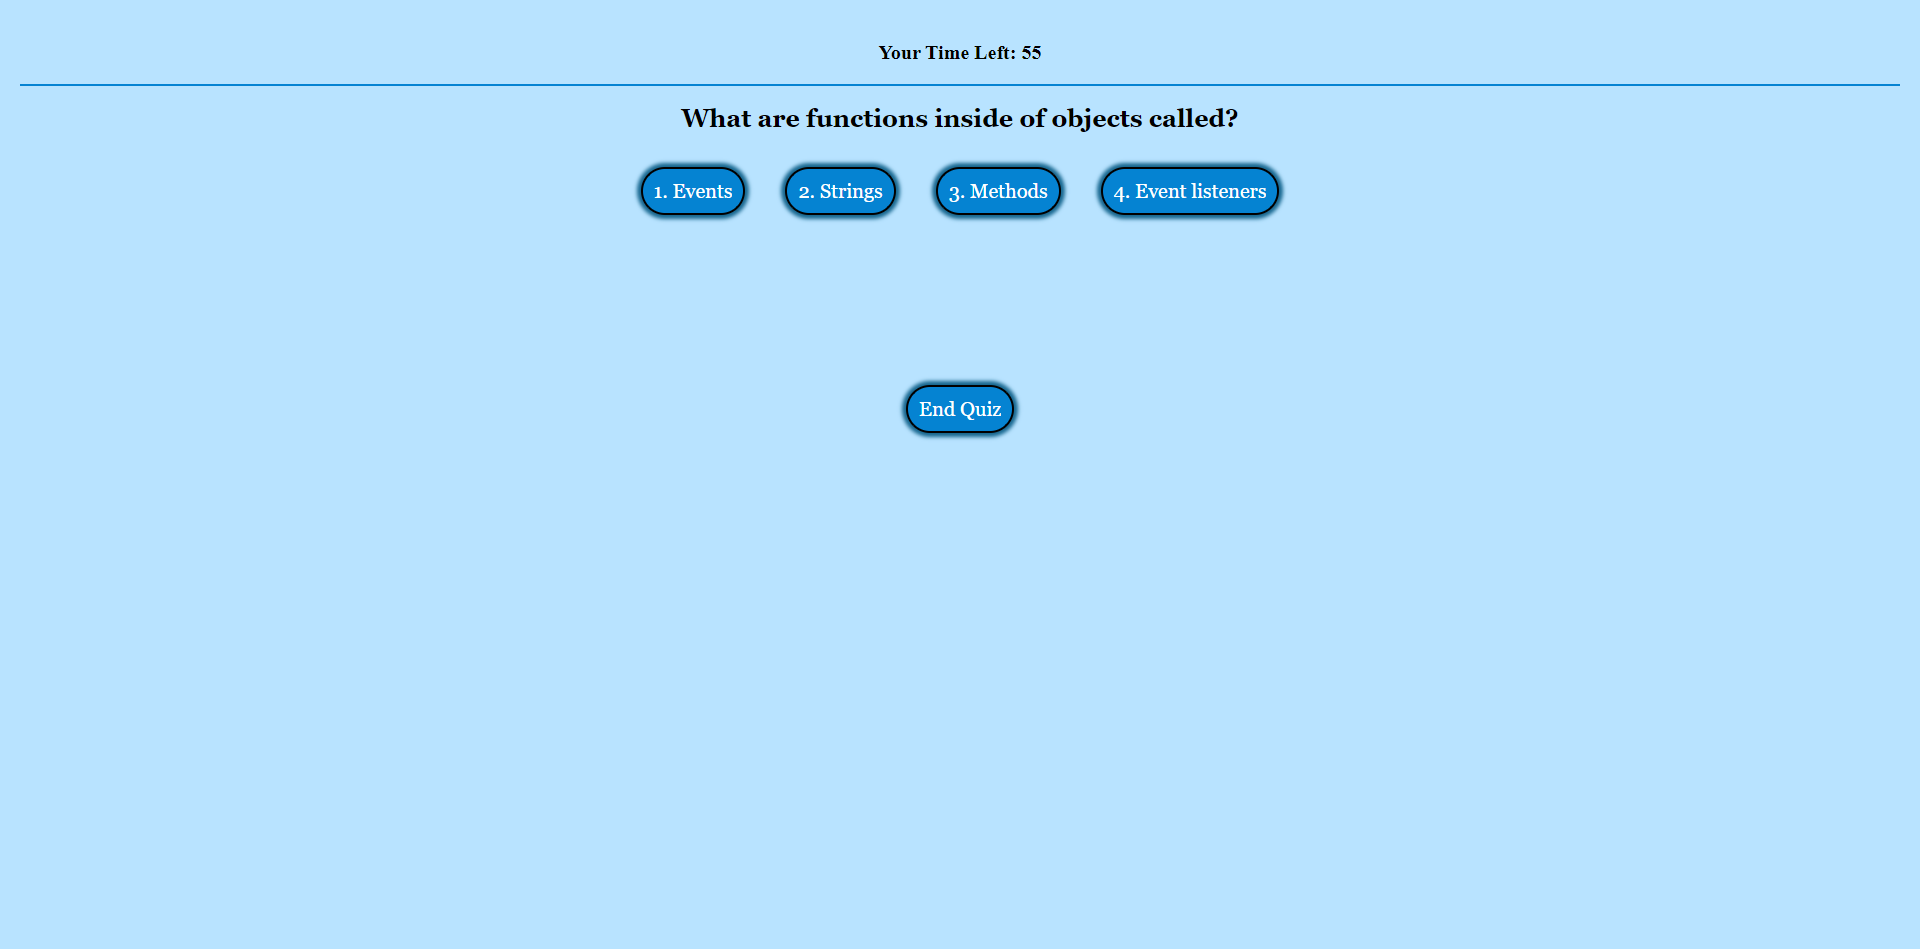 Your Time Left: 55
What are functions inside of objects called?
1. Events 2. Strings 3. Methods 4. Event listeners
End Quiz